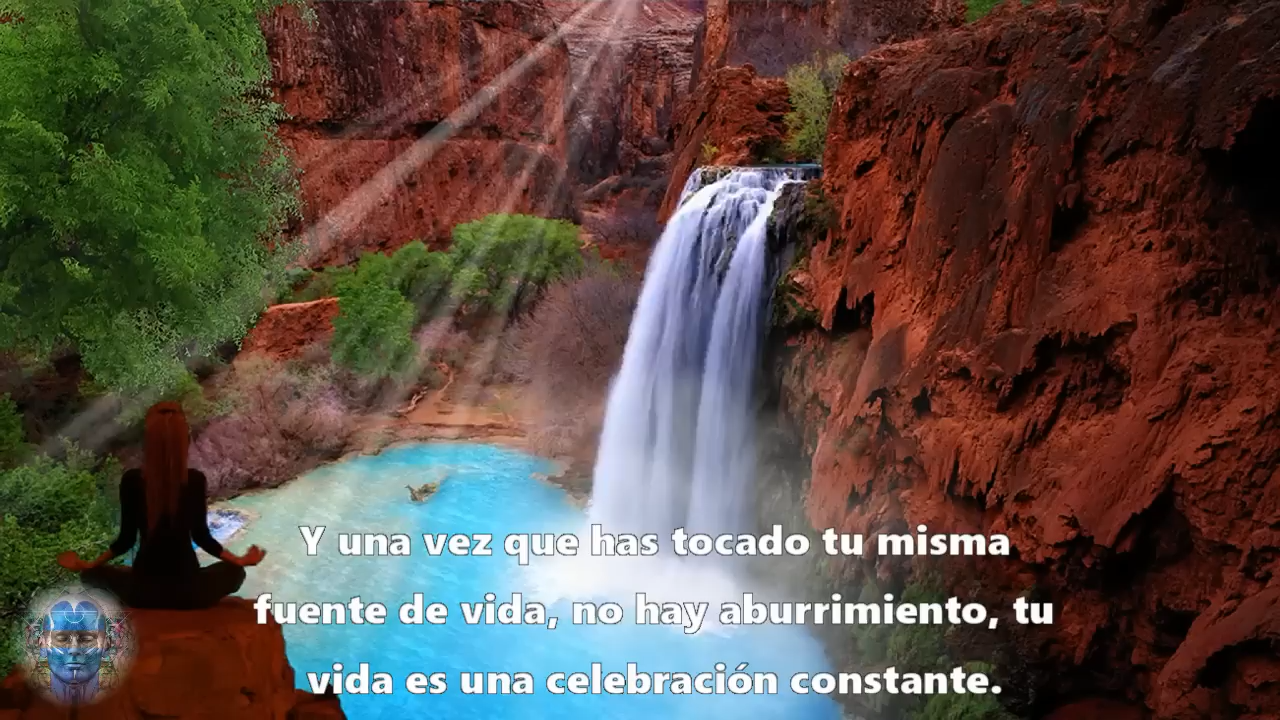 Y una vez que has tocado tu misma
fuente de vida, no hay aburrimiento, tu
vida es una celebración constante.